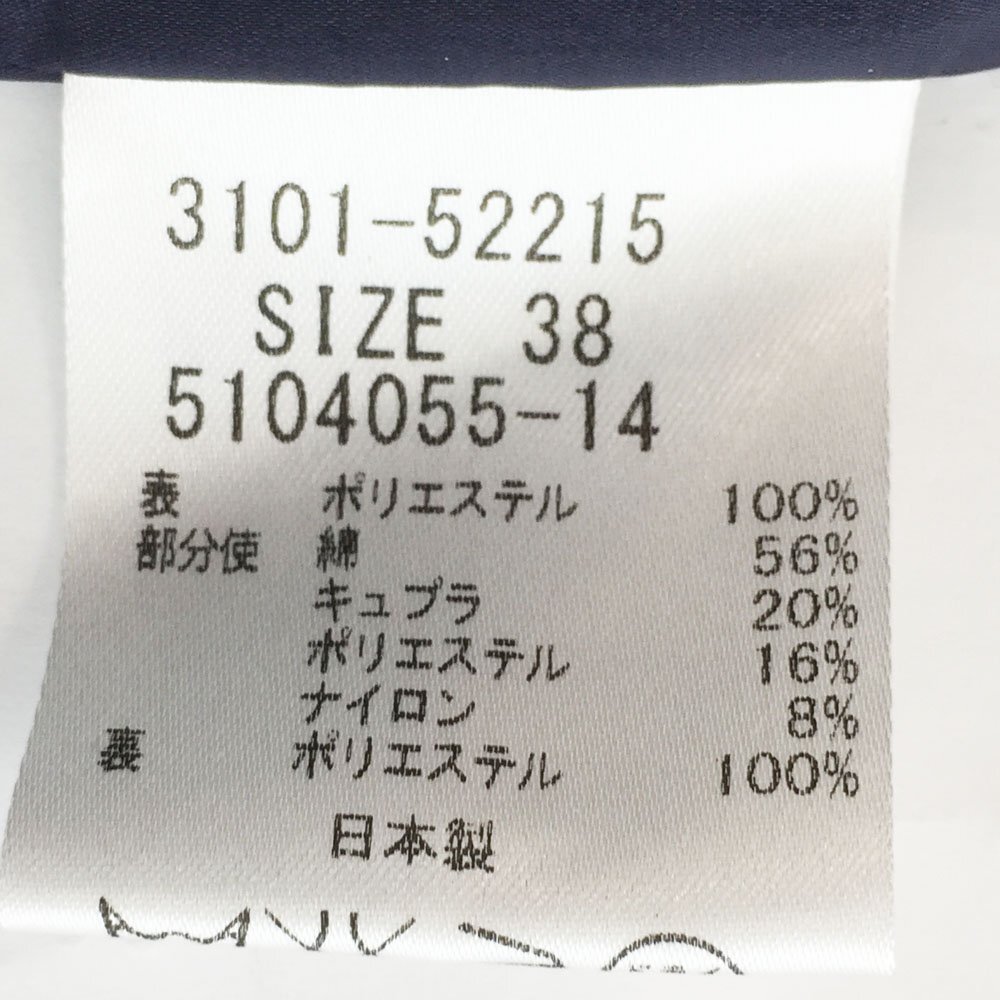 3101-52215
SIZE 38
5104055-14
表 ポリエステル 100%
部分使 綿 56%
キュプラ 20%
ポリエステル 16%
ナイロン 8%
裏 ポリエステル 100%
日本製